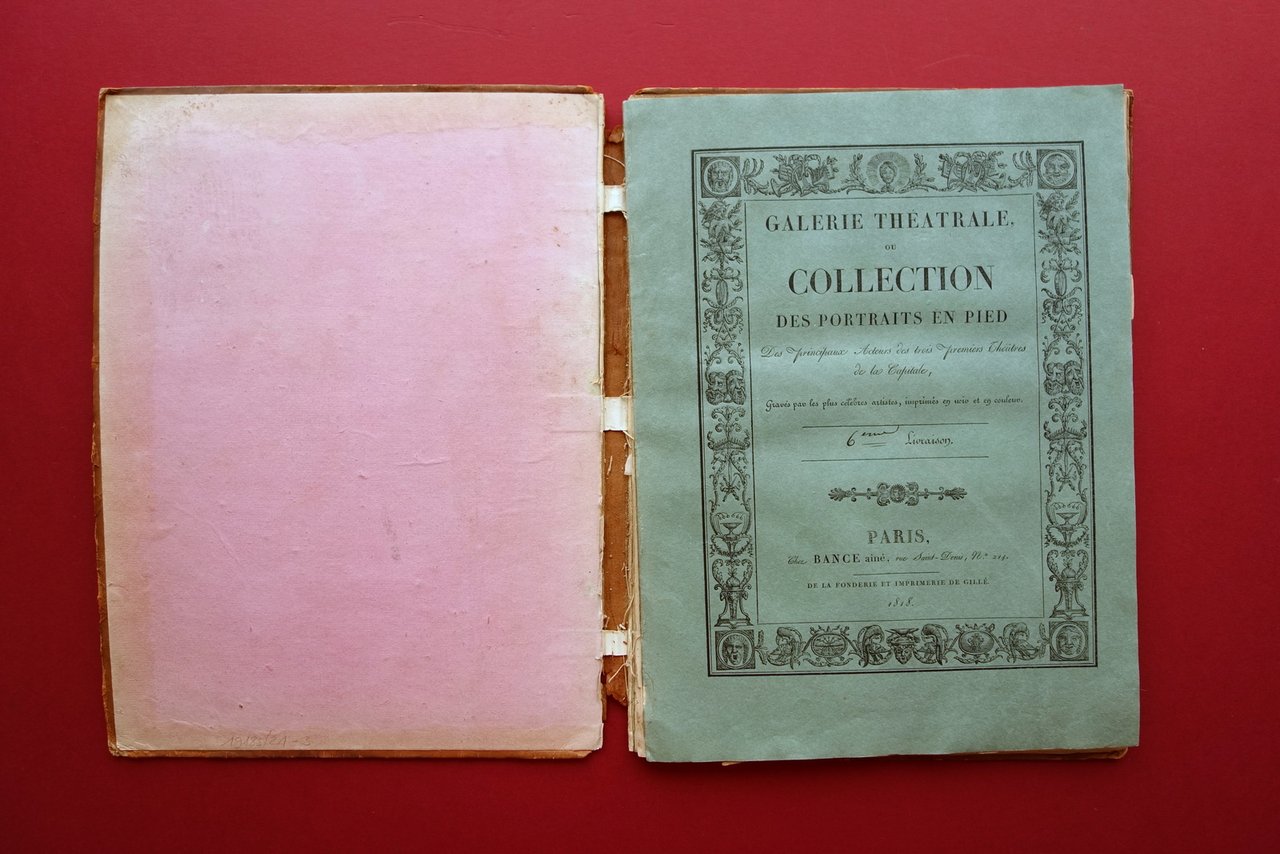 GALERIE THÉATRALE,
OU
COLLECTION
DES PORTRAITS EN PIED
Des Principaux Acteurs des trois Premiers Théâtres
de la Capitale,
Gravés par les plus célèbres artistes, imprimés en noir et en couleur.
6eme Livraison.
PARIS,
Chez BANCE aîné, rue Saint-Denis, N.° 214.
DE LA FONDERIE ET IMPRIMERIE DE GILLÉ.
1818.